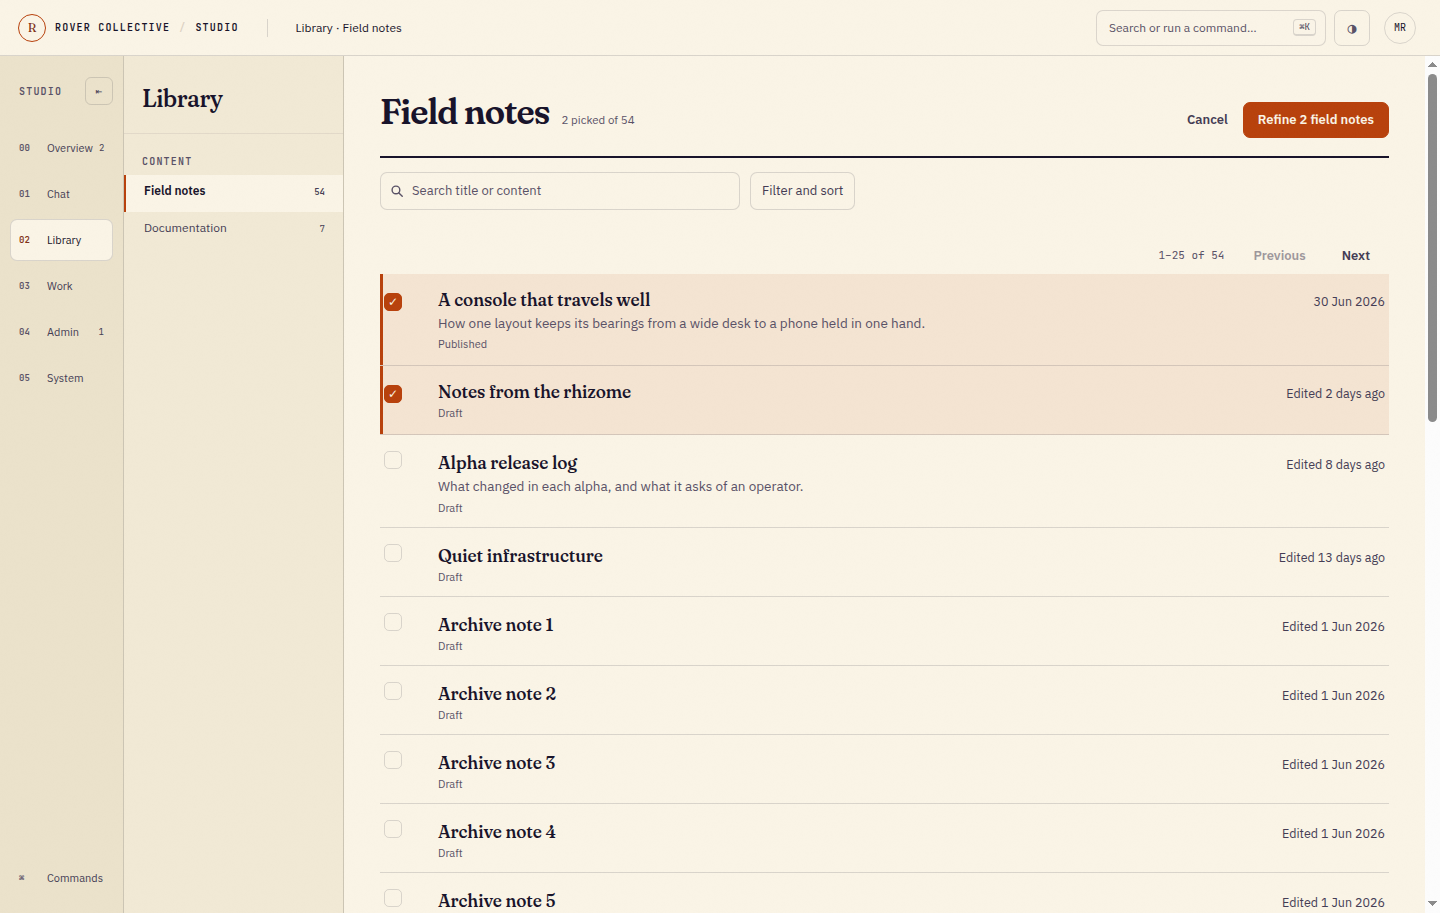 R ROVER COLLECTIVE / STUDIO
Library · Field notes
Search or run a command... ⌘K
◑
MR
STUDIO
⇤
00 Overview 2
01 Chat
02 Library
03 Work
04 Admin 1
05 System
⌘ Commands
Library
CONTENT
Field notes 54
Documentation 7
Field notes 2 picked of 54
Cancel
Refine 2 field notes
Search title or content
Filter and sort
1–25 of 54 Previous Next
✓ A console that travels well 30 Jun 2026
How one layout keeps its bearings from a wide desk to a phone held in one hand.
Published
✓ Notes from the rhizome Edited 2 days ago
Draft
Alpha release log Edited 8 days ago
What changed in each alpha, and what it asks of an operator.
Draft
Quiet infrastructure Edited 13 days ago
Draft
Archive note 1 Edited 1 Jun 2026
Draft
Archive note 2 Edited 1 Jun 2026
Draft
Archive note 3 Edited 1 Jun 2026
Draft
Archive note 4 Edited 1 Jun 2026
Draft
Archive note 5 Edited 1 Jun 2026